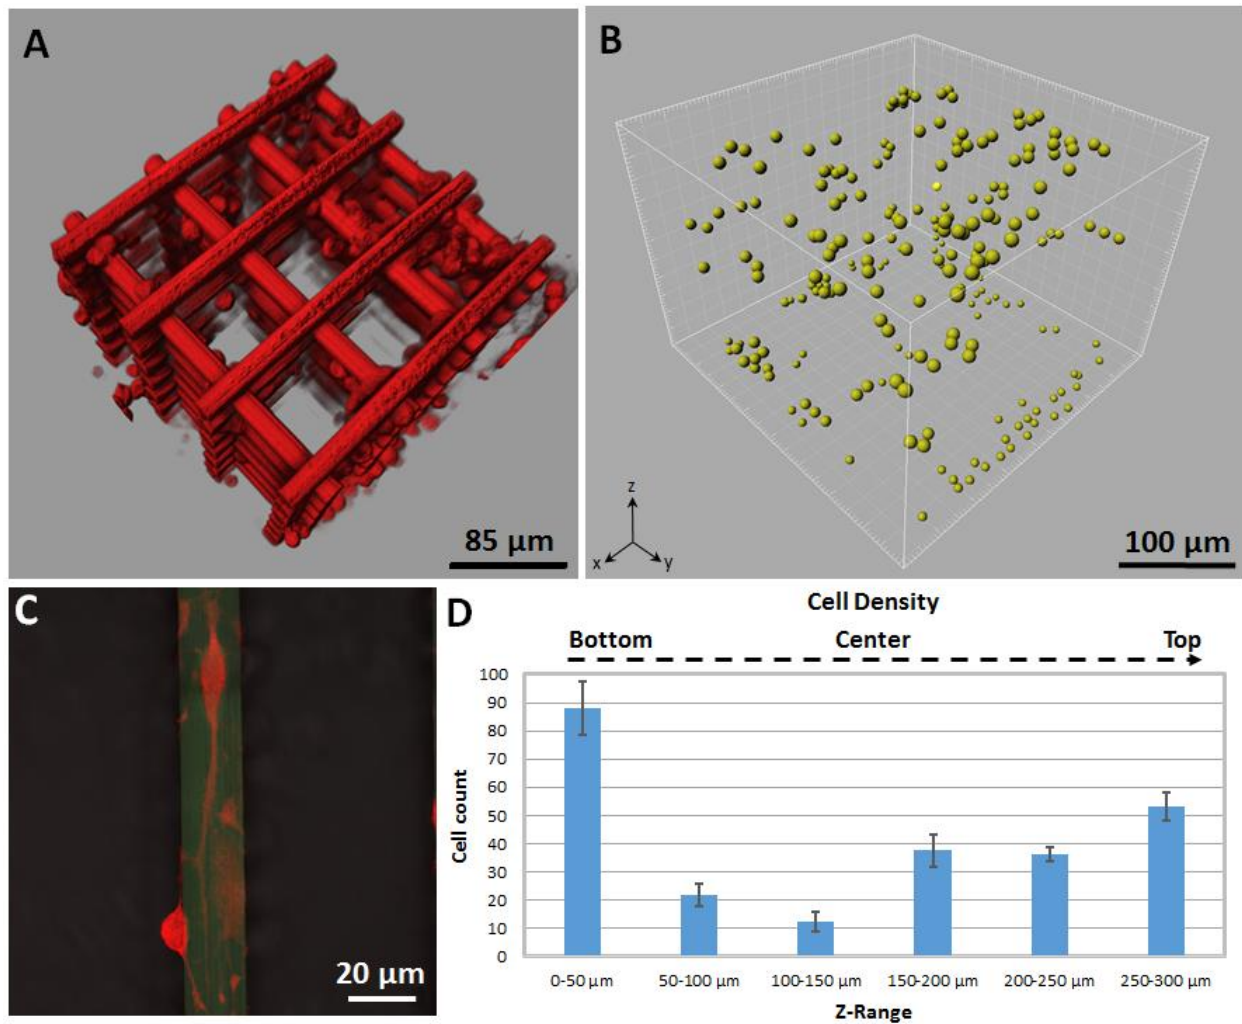 A
85 μm
B
z
x
y
100 μm
C
20 μm
D
Cell Density
Bottom Center Top
Cell count
100
90
80
70
60
50
40
30
20
10
0
0-50 μm 50-100 μm 100-150 μm 150-200 μm 200-250 μm 250-300 μm
Z-Range